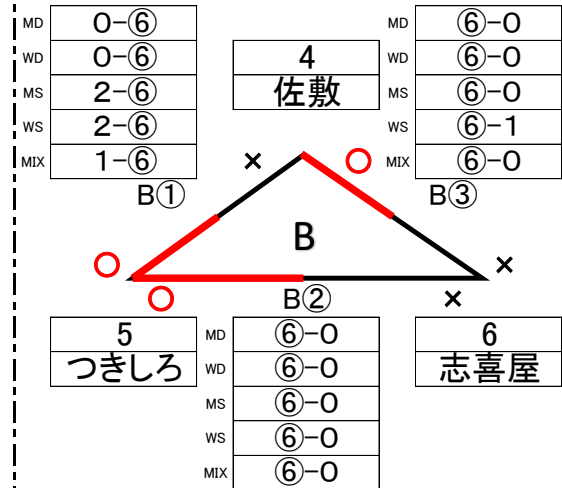 MD 0-⑥
WD 0-⑥
MS 2-⑥
WS 2-⑥
MIX 1-⑥
B①
4
佐敷
MD ⑥-0
WD ⑥-0
MS ⑥-0
WS ⑥-1
MIX ⑥-0
B③
× ○
B
○ ×
○ ×
B②
5
つきしろ
MD ⑥-0
WD ⑥-0
MS ⑥-0
WS ⑥-0
MIX ⑥-0
6
志喜屋